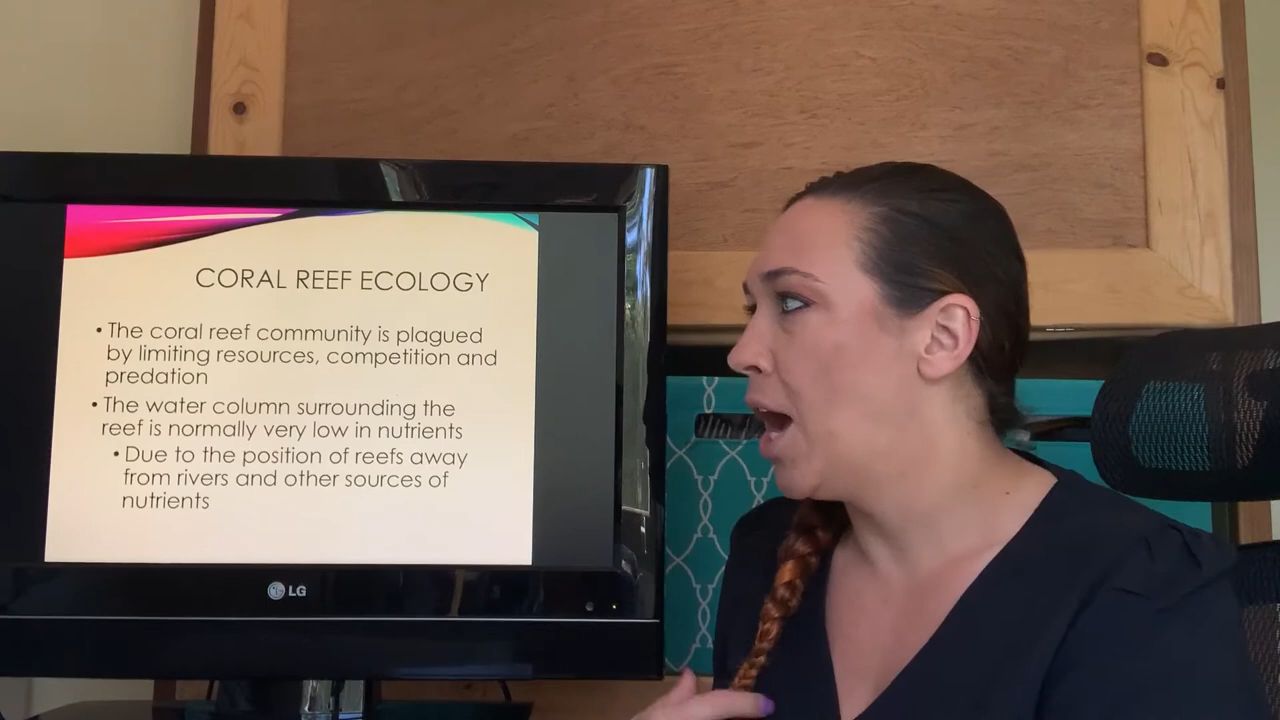 CORAL REEF ECOLOGY
• The coral reef community is plagued
by limiting resources, competition and
predation
• The water column surrounding the
reef is normally very low in nutrients
• Due to the position of reefs away
from rivers and other sources of
nutrients
LG